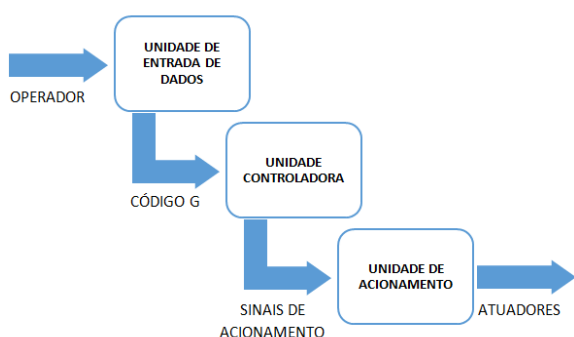 UNIDADE DE
ENTRADA DE
DADOS
OPERADOR
UNIDADE
CONTROLADORA
CÓDIGO G
UNIDADE DE
ACIONAMENTO
SINAIS DE
ACIONAMENTO
ATUADORES